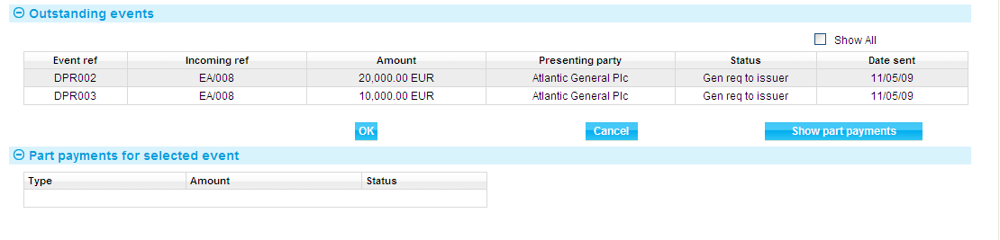 Outstanding events
Show All
Event ref Incoming ref Amount Presenting party Status Date sent
DPR002 EA/008 20,000.00 EUR Atlantic General Plc Gen req to issuer 11/05/09
DPR003 EA/008 10,000.00 EUR Atlantic General Plc Gen req to issuer 11/05/09
OK Cancel Show part payments
Part payments for selected event
Type Amount Status